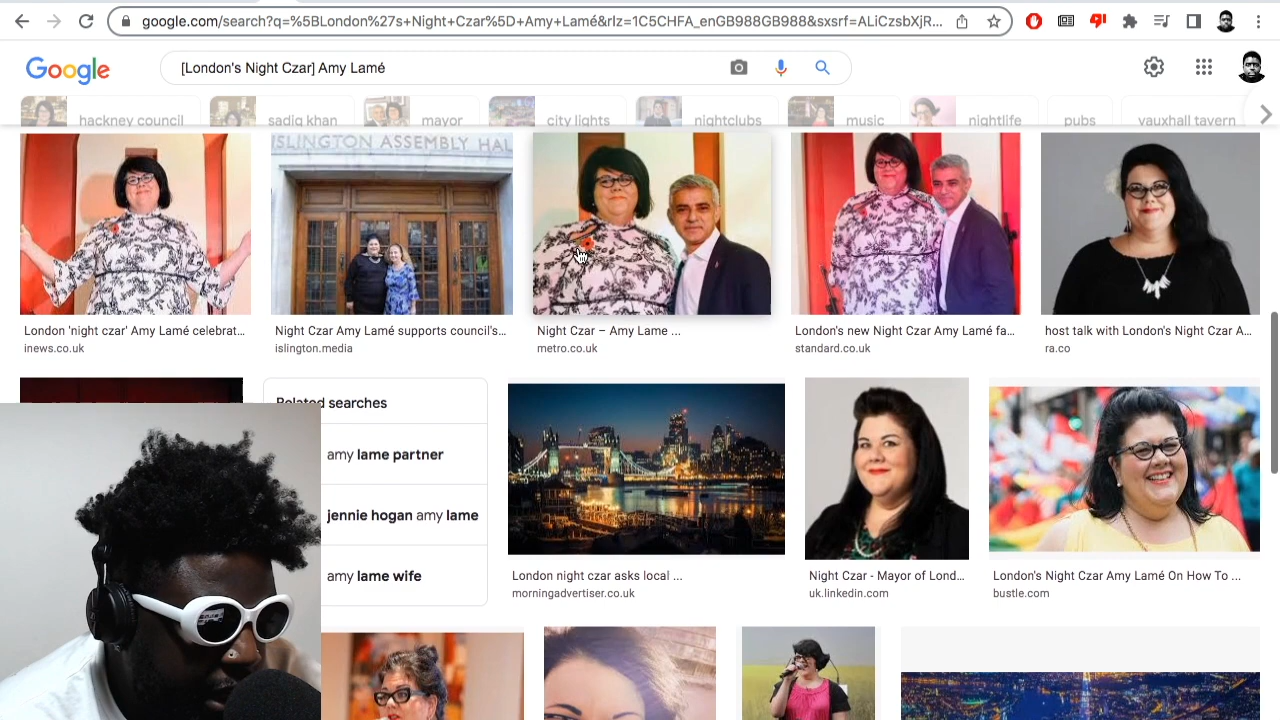 google.com/search?q=%5BLondon%27s+Night+Czar%5D+Amy+Lamé&rlz=1C5CHFA_enGB988GB988&sxsrf=ALiCzsbXjR...
Google
[London's Night Czar] Amy Lamé
hackney council
sadiq khan
mayor
city lights
nightclubs
music
nightlife
pubs
vauxhall tavern
ISLINGTON ASSEMBLY HAL
London 'night czar' Amy Lamé celebrat...
inews.co.uk
Night Czar Amy Lamé supports council's...
islington.media
Night Czar – Amy Lame ...
metro.co.uk
London's new Night Czar Amy Lamé fa...
standard.co.uk
host talk with London's Night Czar A...
ra.co
Related searches
amy lame partner
jennie hogan amy lame
amy lame wife
London night czar asks local ...
morningadvertiser.co.uk
Night Czar - Mayor of Lond...
uk.linkedin.com
London's Night Czar Amy Lamé On How To ...
bustle.com